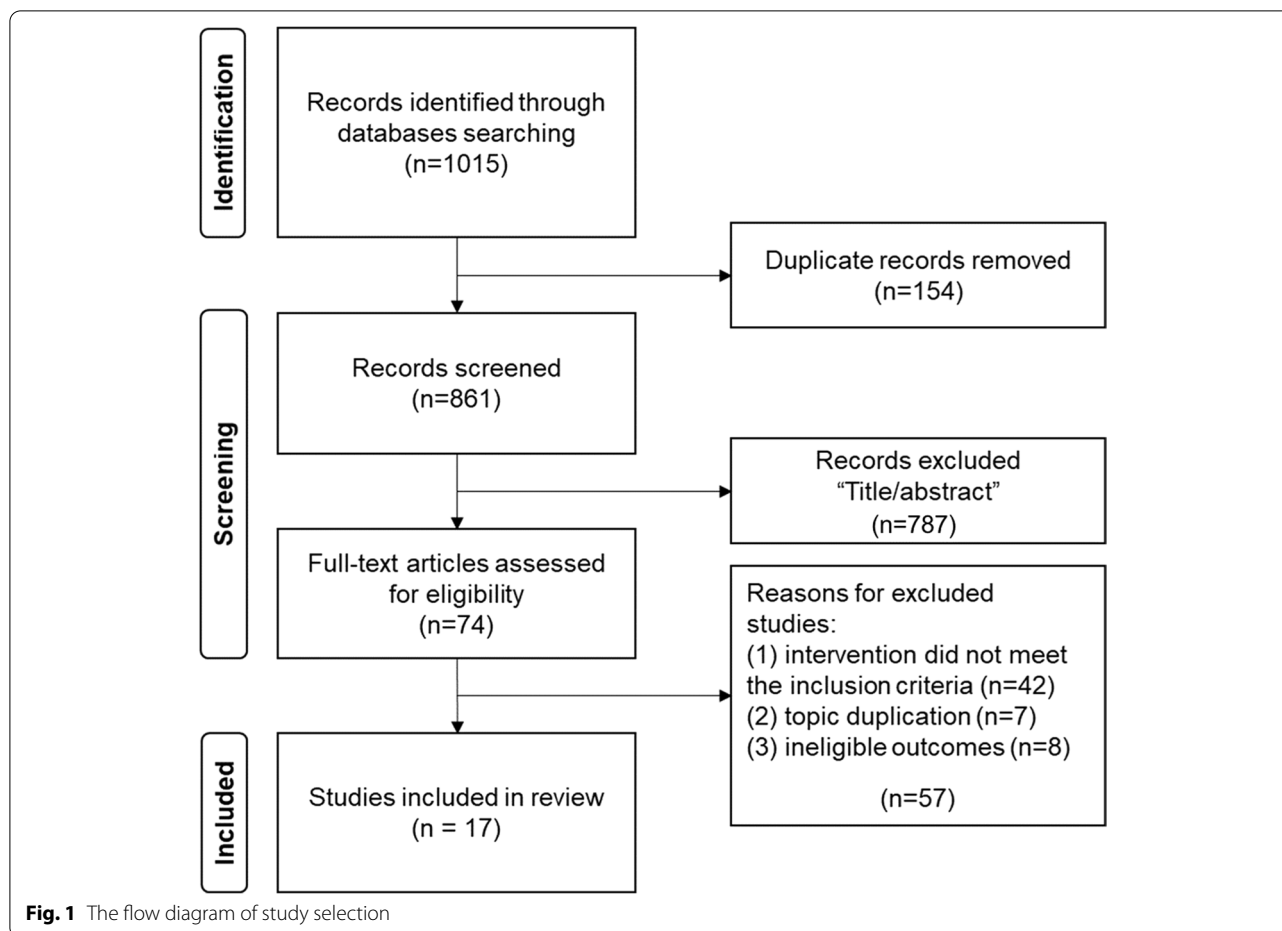 Identification
Records identified through
databases searching
(n=1015)
Duplicate records removed
(n=154)
Screening
Records screened
(n=861)
Records excluded
“Title/abstract”
(n=787)
Full-text articles assessed
for eligibility
(n=74)
Reasons for excluded
studies:
(1) intervention did not meet
the inclusion criteria (n=42)
(2) topic duplication (n=7)
(3) ineligible outcomes (n=8)
(n=57)
Included
Studies included in review
(n = 17)
Fig. 1 The flow diagram of study selection